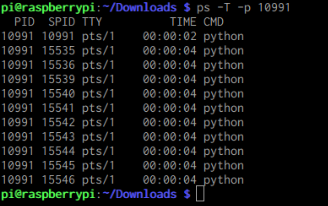 pi@raspberrypi:~/Downloads $ ps -T -p 10991
PID SPID TTY TIME CMD
10991 10991 pts/1 00:00:02 python
10991 15535 pts/1 00:00:04 python
10991 15536 pts/1 00:00:04 python
10991 15539 pts/1 00:00:04 python
10991 15540 pts/1 00:00:04 python
10991 15541 pts/1 00:00:04 python
10991 15542 pts/1 00:00:04 python
10991 15543 pts/1 00:00:04 python
10991 15544 pts/1 00:00:04 python
10991 15545 pts/1 00:00:04 python
10991 15546 pts/1 00:00:04 python
pi@raspberrypi:~/Downloads $